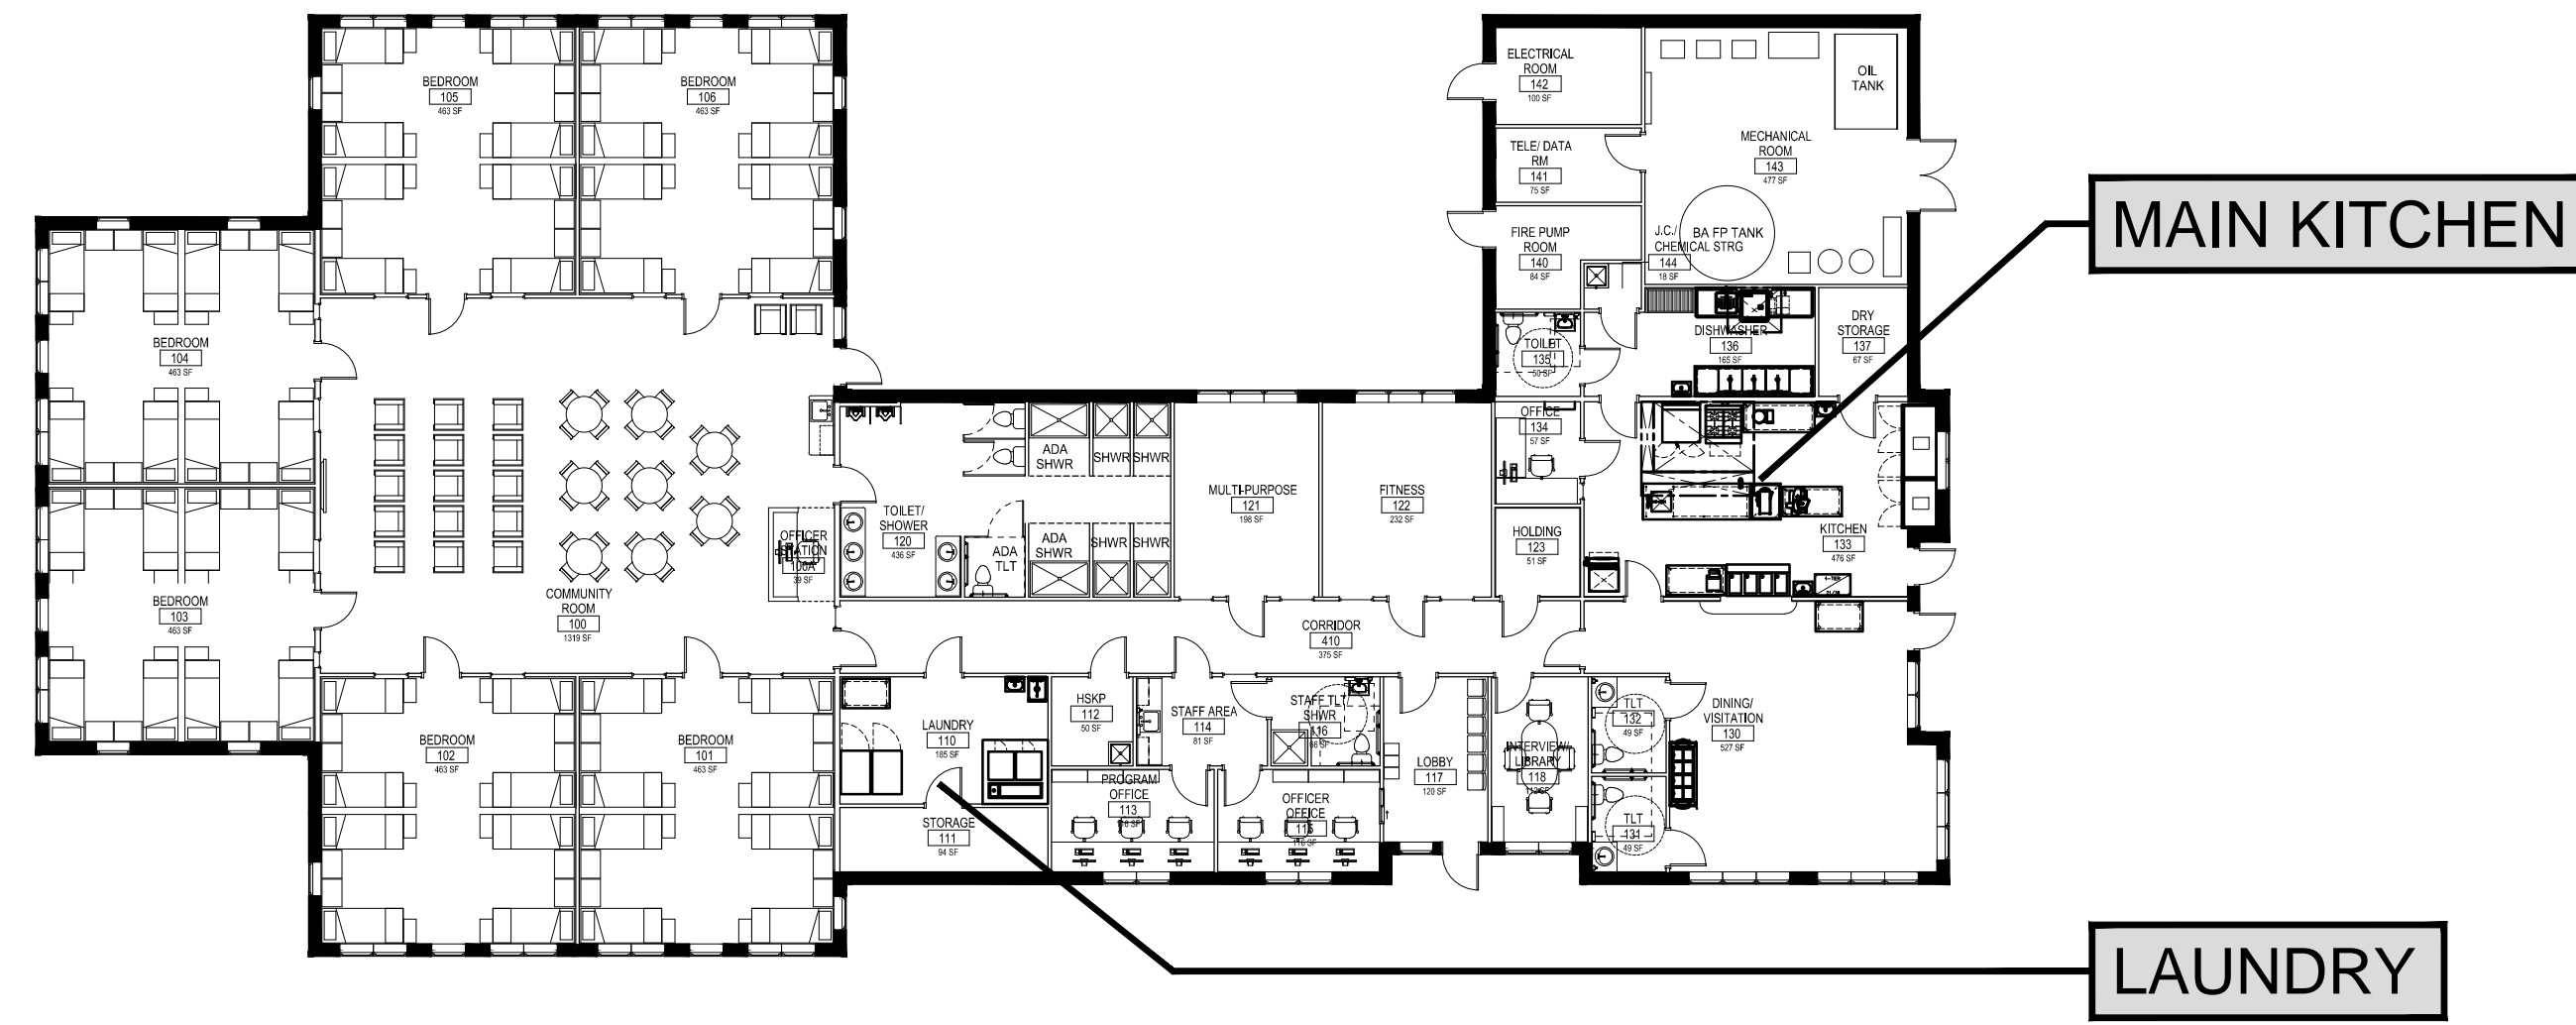 BEDROOM
105
463 SF
BEDROOM
106
463 SF
ELECTRICAL
ROOM
142
100 SF
OIL
TANK
TELE/ DATA
RM
141
75 SF
MECHANICAL
ROOM
143
477 SF
MAIN KITCHEN
FIRE PUMP
ROOM
140
84 SF
J.C./
CHEMICAL STRG
144
18 SF
BA FP TANK
BEDROOM
104
463 SF
TOILET
135
50 SF
DISHWASHER
136
165 SF
DRY
STORAGE
137
67 SF
OFFICE
134
57 SF
ADA
SHWR
SHWR
SHWR
MULTI-PURPOSE
121
198 SF
FITNESS
122
232 SF
TOILET/
SHOWER
120
436 SF
OFFICER
STATION
100A
39 SF
ADA
TLT
ADA
SHWR
SHWR
SHWR
HOLDING
123
51 SF
KITCHEN
133
476 SF
BEDROOM
103
463 SF
COMMUNITY
ROOM
100
1319 SF
CORRIDOR
410
375 SF
BEDROOM
102
463 SF
BEDROOM
101
463 SF
LAUNDRY
110
185 SF
HSKP
112
50 SF
STAFF AREA
114
81 SF
STAFF TLT
SHWR
116
LOBBY
117
120 SF
INTERVIEW/
LIBRARY
118
TLT
132
49 SF
DINING/
VISITATION
130
527 SF
STORAGE
111
94 SF
PROGRAM
OFFICE
113
OFFICER
OFFICE
115
TLT
131
49 SF
LAUNDRY